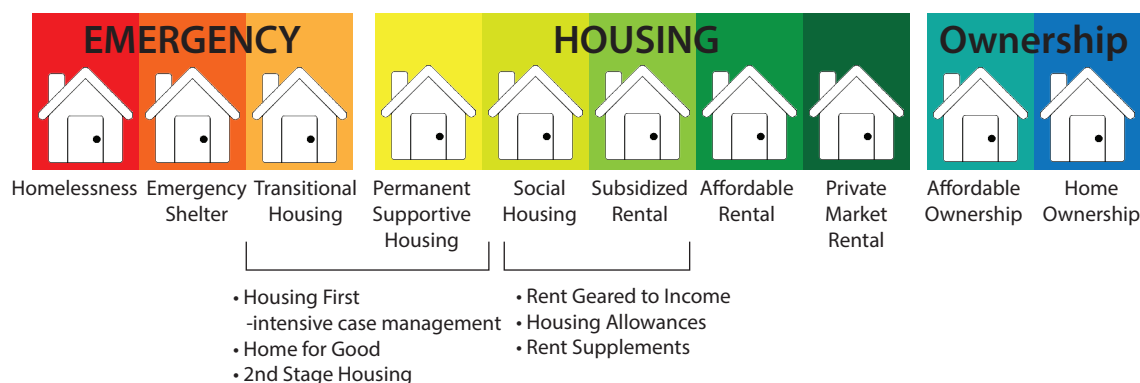 EMERGENCY
HOUSING
Ownership
Homelessness
Emergency
Shelter
Transitional
Housing
Permanent
Supportive
Housing
Social
Housing
Subsidized
Rental
Affordable
Rental
Private
Market
Rental
Affordable
Ownership
Home
Ownership
• Housing First
-intensive case management
• Home for Good
• 2nd Stage Housing
• Rent Geared to Income
• Housing Allowances
• Rent Supplements